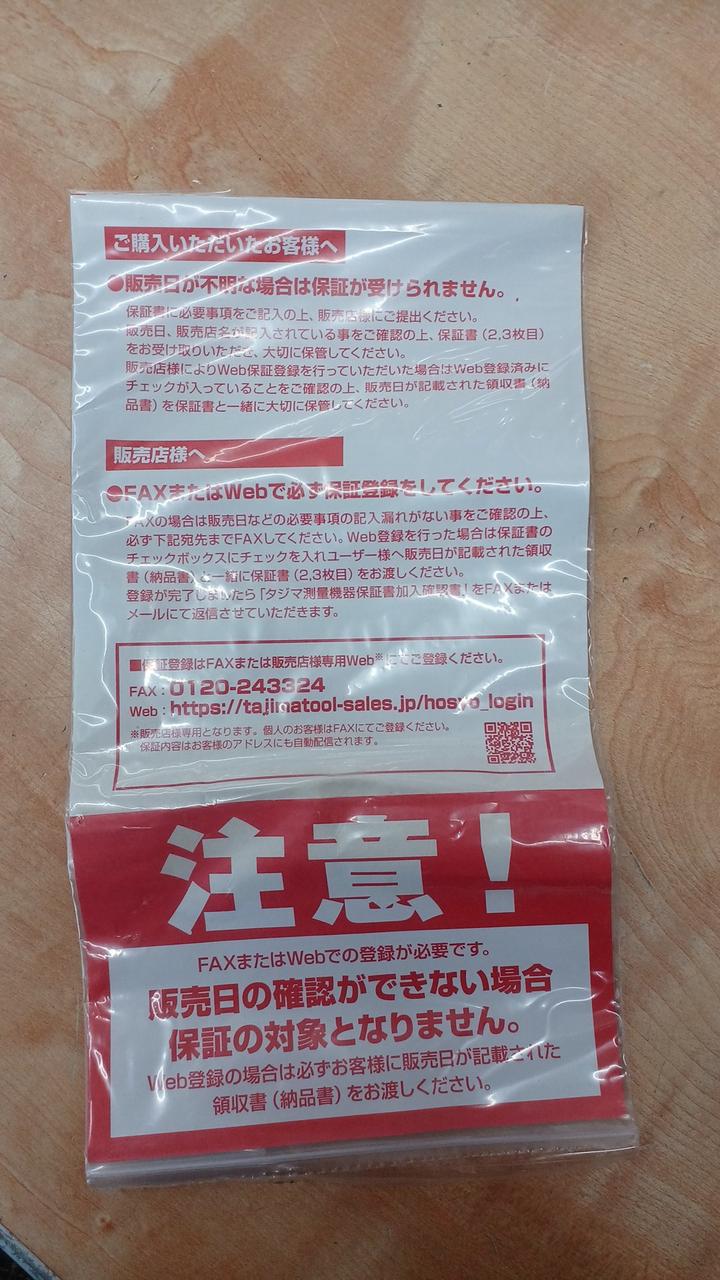 ご購入いただいたお客様へ
●販売日が不明な場合は保証が受けられません。
保証書に必要事項をご記入の上、販売店様にご提出ください。
販売日、販売店名が記入されている事をご確認の上、保証書（2,3枚目）
をお受け取りいただき、大切に保管してください。
販売店様によりWeb保証登録を行っていただいた場合はWeb登録済みに
チェックが入っていることをご確認の上、販売日が記載された領収書（納
品書）を保証書と一緒に大切に保管してください。
販売店様へ
●FAXまたはWebで必ず保証登録をしてください。
FAXの場合は販売日などの必要事項の記入漏れがない事をご確認の上、
必ず下記宛先までFAXしてください。Web登録を行った場合は保証書の
チェックボックスにチェックを入れユーザー様へ販売日が記載された領収
書（納品書）と一緒に保証書（2,3枚目）をお渡しください。
登録が完了しましたら「タジマ測量機器保証書加入確認書」をFAXまたは
メールにて返信させていただきます。
■保証登録はFAXまたは販売店様専用Web※にてご登録ください。
FAX：0120-243324
Web：https://tajimatool-sales.jp/hosyo_login
※販売店様専用となります。個人のお客様はFAXにてご登録ください。
保証内容はお客様のアドレスにも自動配信されます。
注意！
FAXまたはWebでの登録が必要です。
販売日の確認ができない場合
保証の対象となりません。
Web登録の場合は必ずお客様に販売日が記載された
領収書（納品書）をお渡しください。